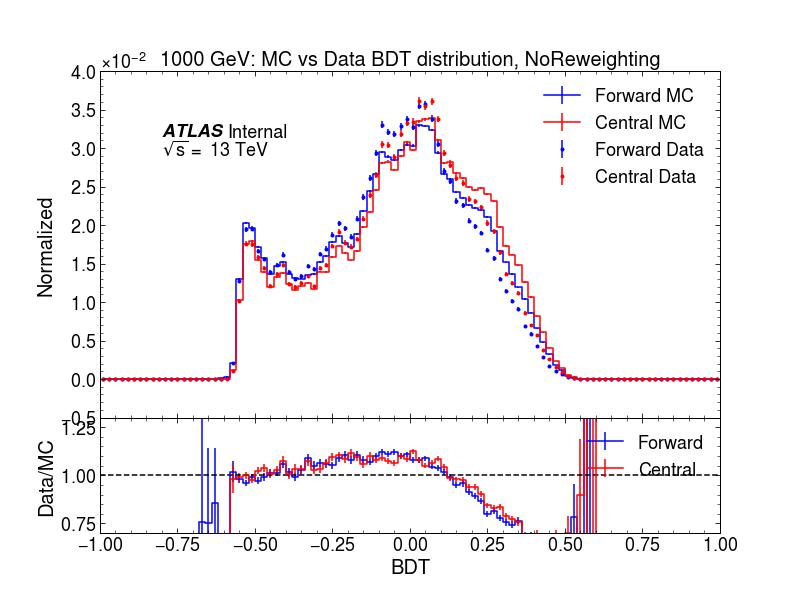 ×10⁻² 1000 GeV: MC vs Data BDT distribution, NoReweighting
4.0
3.5
3.0
2.5
2.0
1.5
1.0
0.5
0.0
0.5
Normalized
ATLAS Internal
√s = 13 TeV
Forward MC
Central MC
Forward Data
Central Data
1.25
1.00
0.75
Data/MC
Forward
Central
−1.00 −0.75 −0.50 −0.25 0.00 0.25 0.50 0.75 1.00
BDT